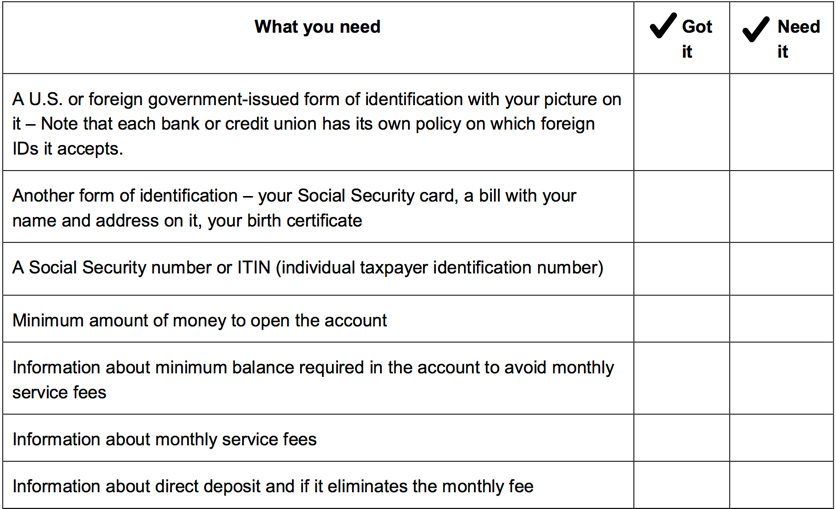 What you need
✓ Got
it
✓ Need
it
A U.S. or foreign government-issued form of identification with your picture on
it – Note that each bank or credit union has its own policy on which foreign
IDs it accepts.
Another form of identification – your Social Security card, a bill with your
name and address on it, your birth certificate
A Social Security number or ITIN (individual taxpayer identification number)
Minimum amount of money to open the account
Information about minimum balance required in the account to avoid monthly
service fees
Information about monthly service fees
Information about direct deposit and if it eliminates the monthly fee